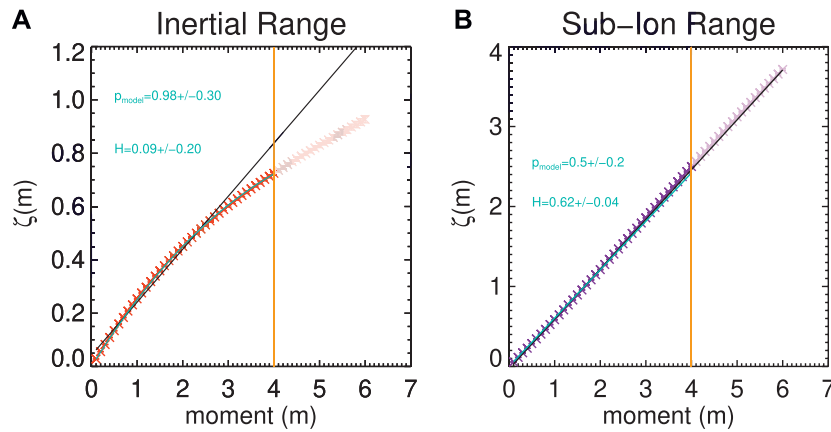 A Inertial Range
1.2
1.0
0.8
0.6
0.4
0.2
0.0
ζ(m)
p_model=0.98+/-0.30
H=0.09+/-0.20
0 1 2 3 4 5 6 7
moment (m)
B Sub-Ion Range
4
3
2
1
0
ζ(m)
p_model=0.5+/-0.2
H=0.62+/-0.04
0 1 2 3 4 5 6 7
moment (m)